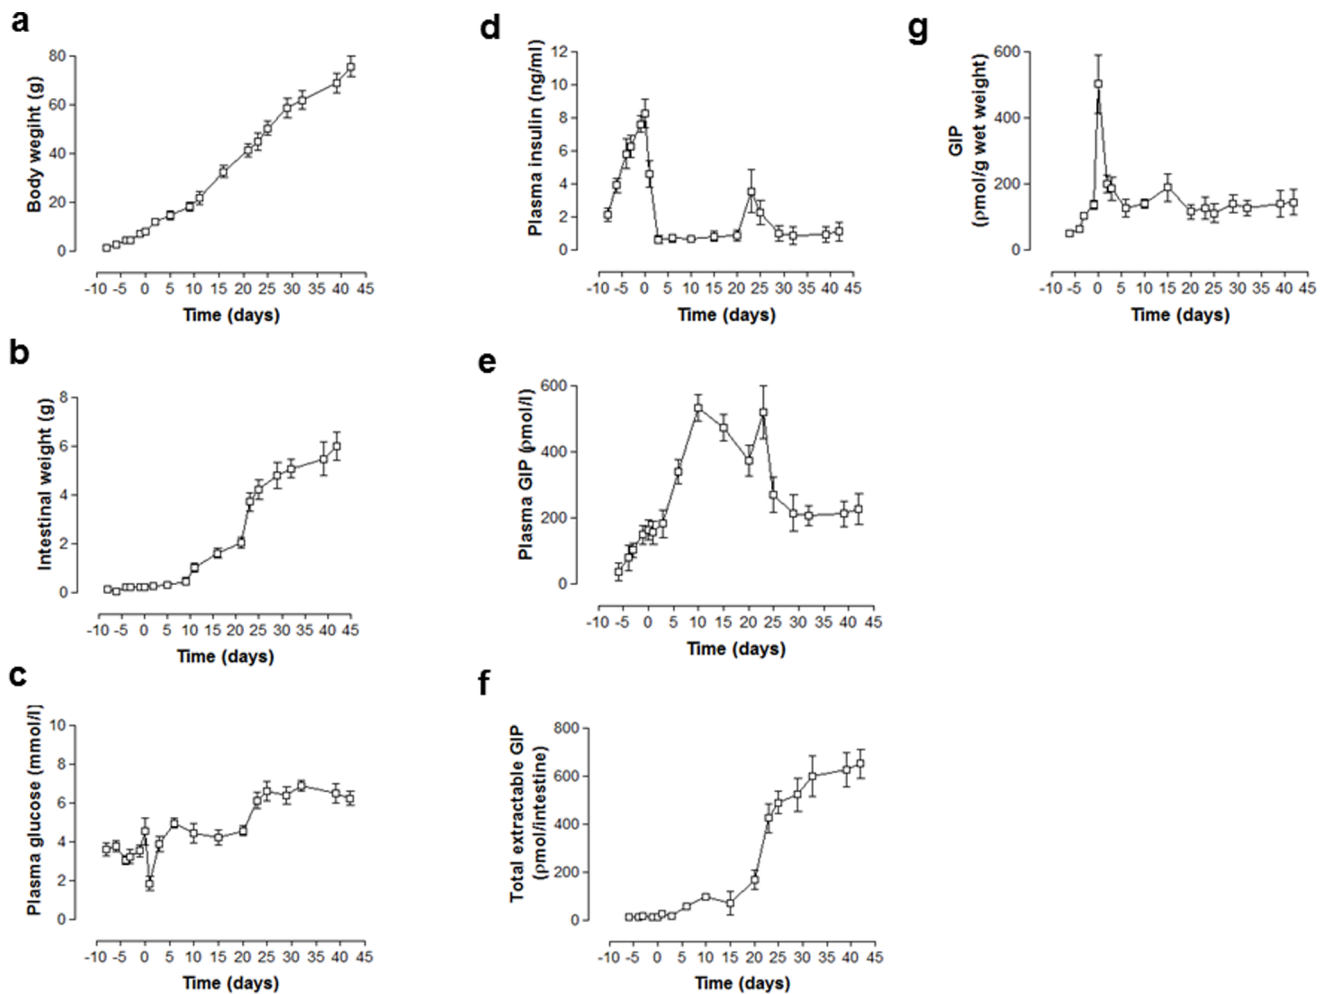 a
Body wegiht (g)
80
60
40
20
0
-10 -5 0 5 10 15 20 25 30 35 40 45
Time (days)
b
Intestinal weight (g)
8
6
4
2
0
-10 -5 0 5 10 15 20 25 30 35 40 45
Time (days)
c
Plasma glucose (mmol/l)
10
8
6
4
2
0
-10 -5 0 5 10 15 20 25 30 35 40 45
Time (days)
d
Plasma insulin (ng/ml)
12
10
8
6
4
2
0
-10 -5 0 5 10 15 20 25 30 35 40 45
Time (days)
e
Plasma GIP (ρmol/l)
600
400
200
0
-10 -5 0 5 10 15 20 25 30 35 40 45
Time (days)
f
Total extractable GIP
(ρmol/intestine)
800
600
400
200
0
-10 -5 0 5 10 15 20 25 30 35 40 45
Time (days)
g
GIP
(ρmol/g wet weight)
600
400
200
0
-10 -5 0 5 10 15 20 25 30 35 40 45
Time (days)